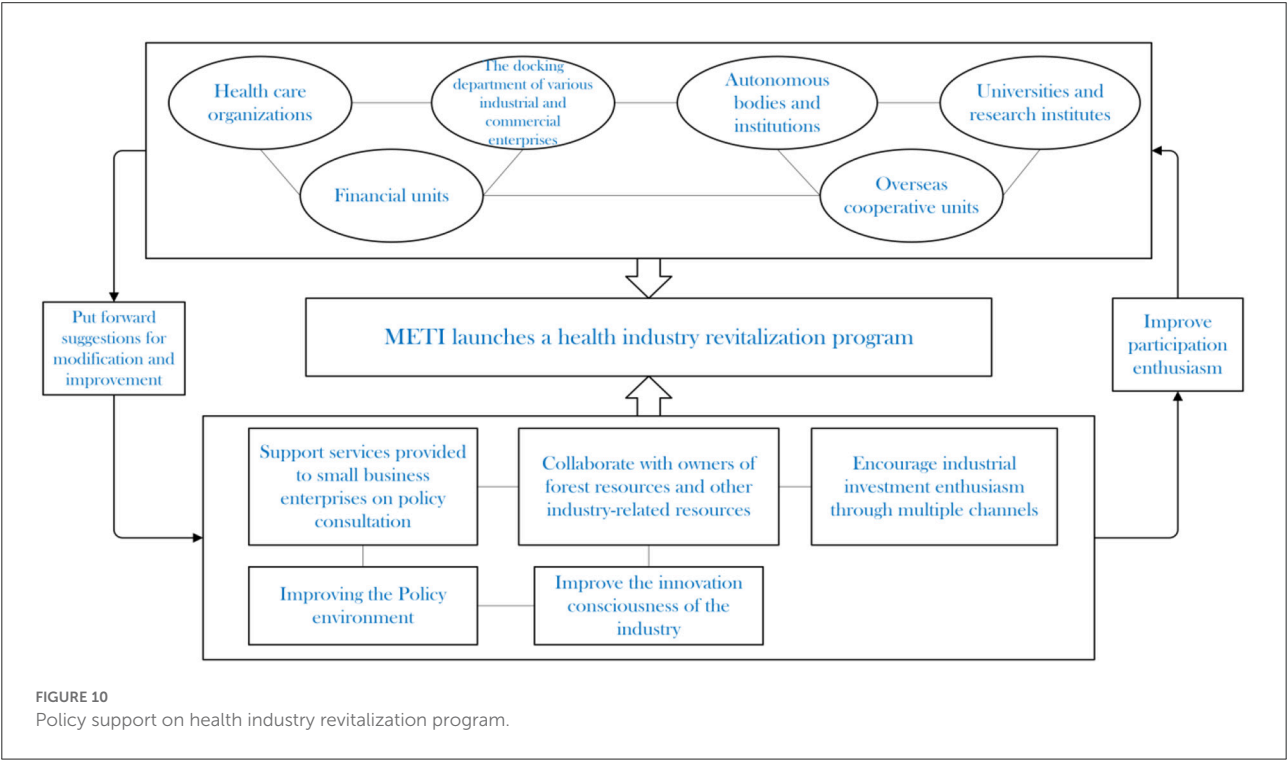 Health care
organizations
The docking
department of various
industrial and
commercial
enterprises
Autonomous
bodies and
institutions
Universities and
research institutes
Financial units
Overseas
cooperative units
Put forward
suggestions for
modification and
improvement
METI launches a health industry revitalization program
Improve
participation
enthusiasm
Support services provided
to small business
enterprises on policy
consultation
Collaborate with owners of
forest resources and other
industry-related resources
Encourage industrial
investment enthusiasm
through multiple channels
Improving the Policy
environment
Improve the innovation
consciousness of the
industry
FIGURE 10
Policy support on health industry revitalization program.